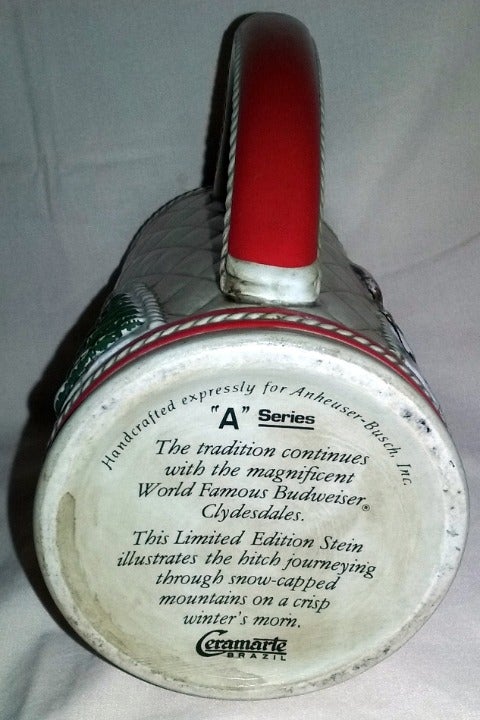 Handcrafted expressly for Anheuser-Busch, Inc.
"A" Series
The tradition continues
with the magnificent
World Famous Budweiser®
Clydesdales.
This Limited Edition Stein
illustrates the hitch journeying
through snow-capped
mountains on a crisp
winter's morn.
Ceramarte
BRAZIL